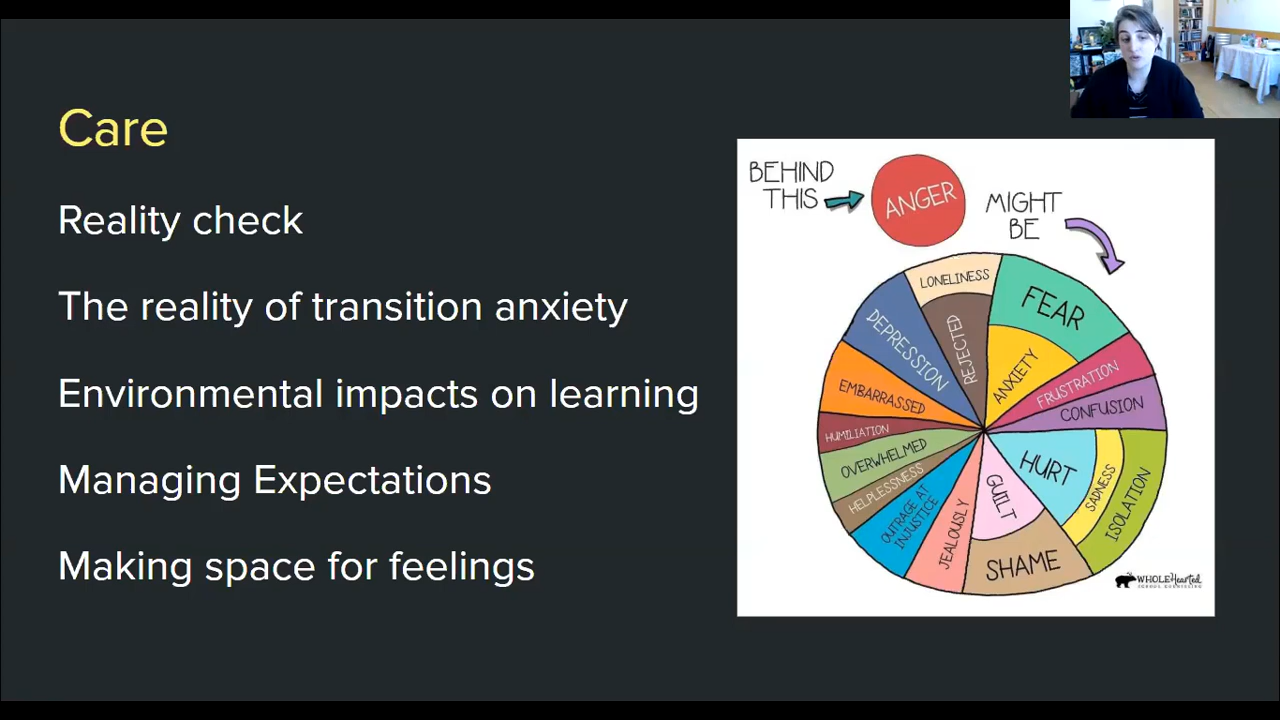 Care
Reality check
The reality of transition anxiety
Environmental impacts on learning
Managing Expectations
Making space for feelings
BEHIND
THIS
ANGER
MIGHT
BE
LONELINESS
REJECTED
FEAR
ANXIETY
FRUSTRATION
CONFUSION
HURT
SADNESS
ISOLATION
GUILT
SHAME
JEALOUSLY
OUTRAGE AT
INJUSTICE
HELPLESSNESS
OVERWHELMED
HUMILIATION
EMBARRASSED
DEPRESSION
WHOLEHearted
SCHOOL COUNSELING